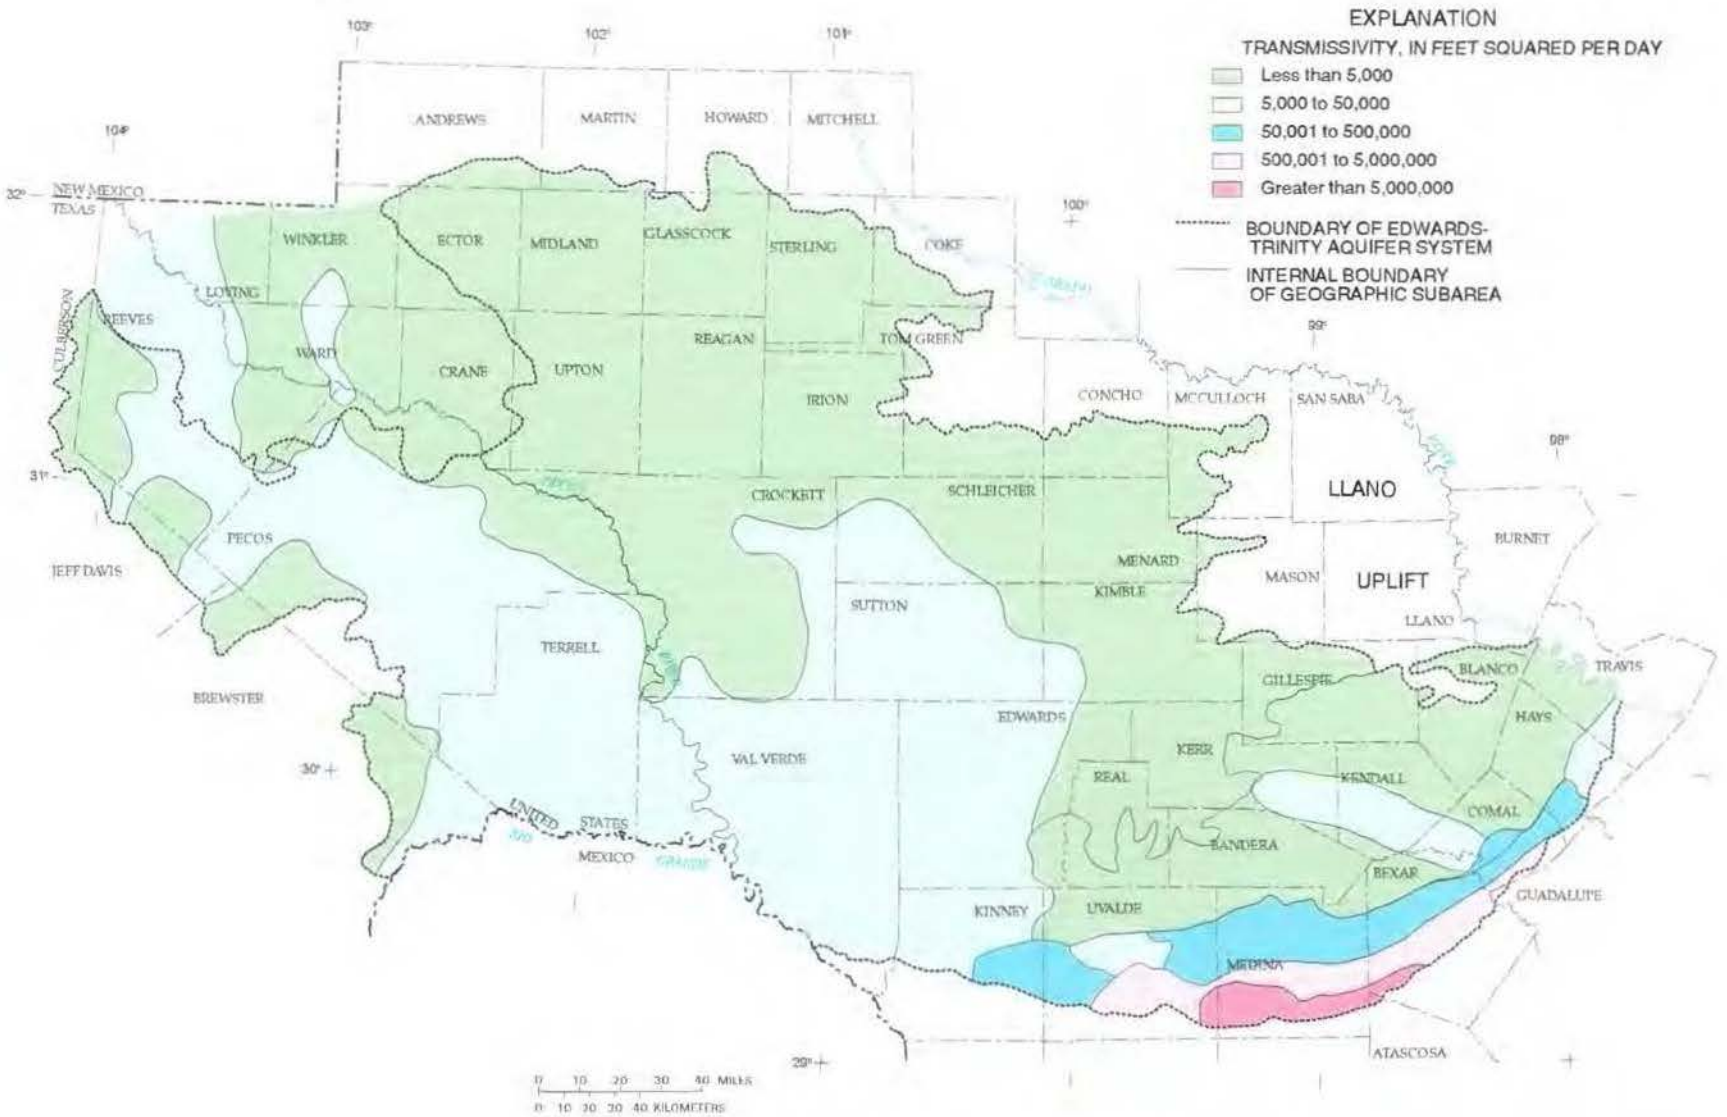 EXPLANATION
TRANSMISSIVITY, IN FEET SQUARED PER DAY
Less than 5,000
5,000 to 50,000
50,001 to 500,000
500,001 to 5,000,000
Greater than 5,000,000
BOUNDARY OF EDWARDS-
TRINITY AQUIFER SYSTEM
INTERNAL BOUNDARY
OF GEOGRAPHIC SUBAREA
103°
102°
101°
104°
32°
100°
99°
98°
31°
30°
29°
NEW MEXICO
TEXAS
ANDREWS
MARTIN
HOWARD
MITCHELL
WINKLER
ECTOR
MIDLAND
GLASSCOCK
STERLING
COKE
LOVING
REEVES
CULBERSON
WARD
CRANE
UPTON
REAGAN
TOM GREEN
IRION
CONCHO
MCCULLOCH
SAN SABA
CROCKETT
SCHLEICHER
LLANO
UPLIFT
PECOS
JEFF DAVIS
MENARD
MASON
BURNET
KIMBLE
SUTTON
LLANO
TERRELL
BREWSTER
GILLESPIE
BLANCO
TRAVIS
EDWARDS
HAYS
VAL VERDE
KERR
REAL
KENDALL
COMAL
UNITED STATES
RIO GRANDE
MEXICO
BANDERA
BEXAR
GUADALUPE
KINNEY
UVALDE
MEDINA
ATASCOSA
0 10 20 30 40 MILES
0 10 20 30 40 KILOMETERS